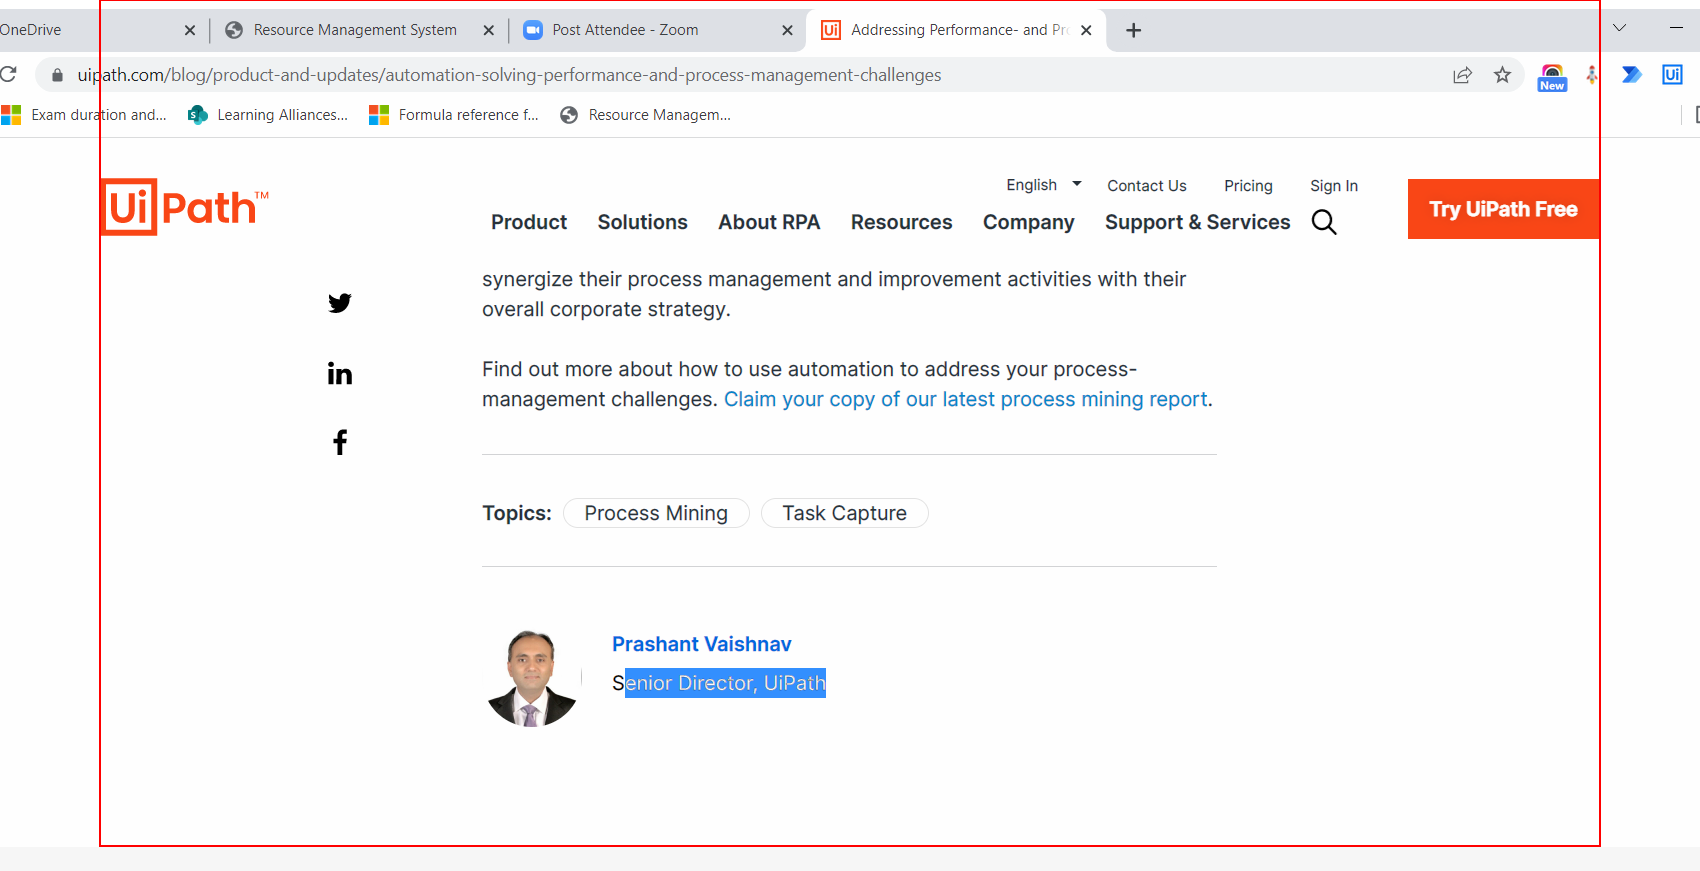 OneDrive
Resource Management System
Post Attendee - Zoom
Addressing Performance- and Pro
uipath.com/blog/product-and-updates/automation-solving-performance-and-process-management-challenges
New
Ui
Exam duration and...
S
Learning Alliances...
Formula reference f...
Resource Managem...
English
Contact Us
Pricing
Sign In
UiPath™
Product
Solutions
About RPA
Resources
Company
Support & Services
Try UiPath Free
synergize their process management and improvement activities with their
overall corporate strategy.
in
Find out more about how to use automation to address your process-
management challenges. Claim your copy of our latest process mining report.
f
Topics:
Process Mining
Task Capture
Prashant Vaishnav
Senior Director, UiPath